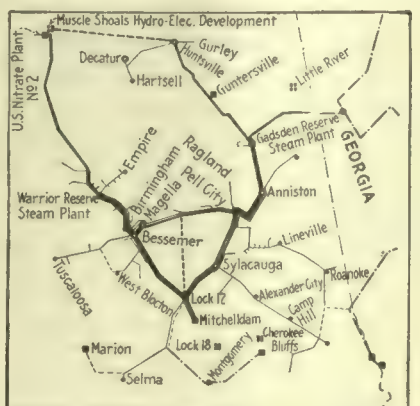 Muscle Shoals Hydro-Elec. Development
U.S. Nitrate Plant
No 2
Decatur
Hartsell
Gurley
Huntsville
Guntersville
Little River
Gadsden Reserve
Steam Plant
GEORGIA
Empire
Birmingham
Magella
Ragland
Pell City
Anniston
Warrior Reserve
Steam Plant
Bessemer
Lineville
Tuscaloosa
West Blocton
Sylacauga
Roanoke
Lock 12
Alexander City
Camp
Hill
Mitchelldam
Marion
Lock 18
Montgomery
Cherokee
Bluffs
Selma